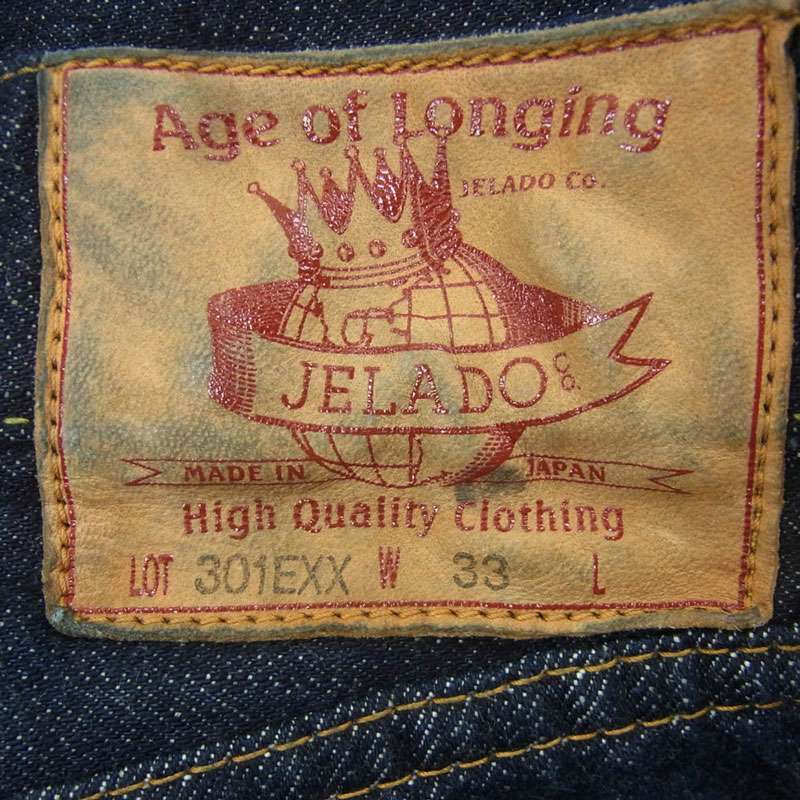 Age of Longing
JELADO Co.
JELADO Co.
MADE IN JAPAN
High Quality Clothing
LOT 301EXX W 33 L